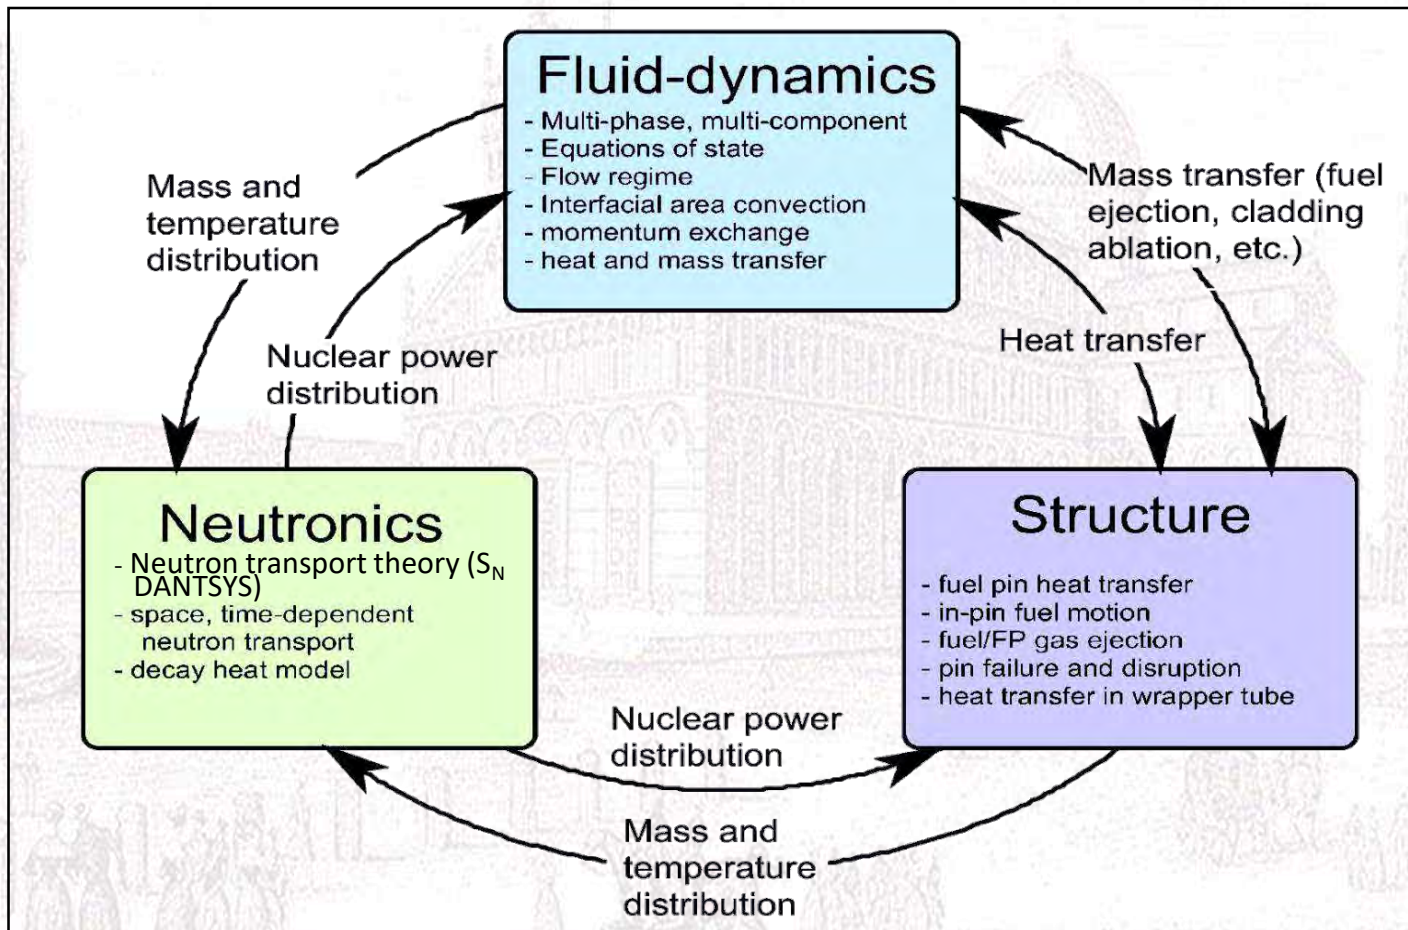 Fluid-dynamics
- Multi-phase, multi-component
- Equations of state
- Flow regime
- Interfacial area convection
- momentum exchange
- heat and mass transfer
Mass and
temperature
distribution
Nuclear power
distribution
Mass transfer (fuel
ejection, cladding
ablation, etc.)
Heat transfer
Neutronics
- Neutron transport theory (S_N
DANTSYS)
- space, time-dependent
neutron transport
- decay heat model
Structure
- fuel pin heat transfer
- in-pin fuel motion
- fuel/FP gas ejection
- pin failure and disruption
- heat transfer in wrapper tube
Nuclear power
distribution
Mass and
temperature
distribution